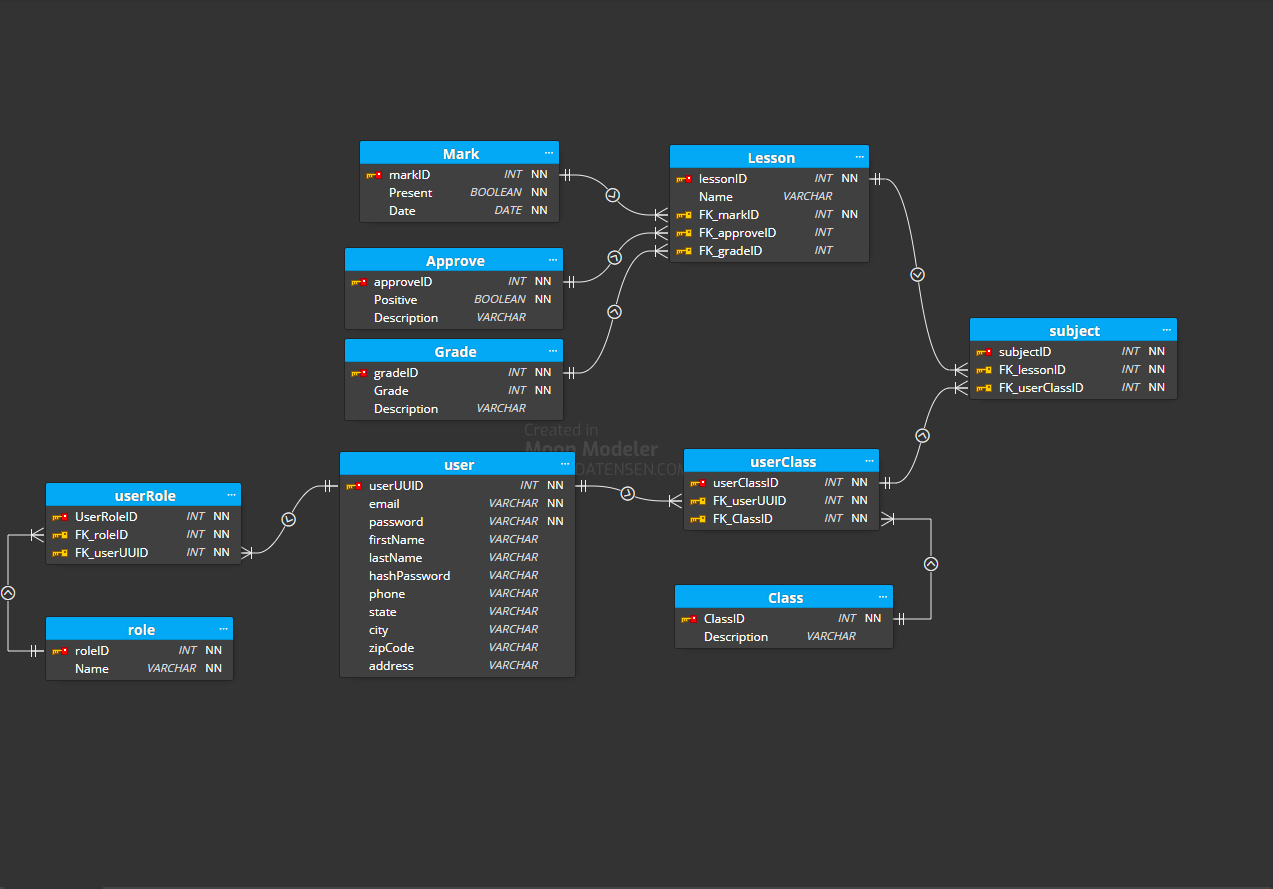 Mark ...
markID INT NN
Present BOOLEAN NN
Date DATE NN
Lesson ...
lessonID INT NN
Name VARCHAR
FK_markID INT NN
FK_approveID INT
FK_gradeID INT
Approve ...
approveID INT NN
Positive BOOLEAN NN
Description VARCHAR
Grade ...
gradeID INT NN
Grade INT NN
Description VARCHAR
subject ...
subjectID INT NN
FK_lessonID INT NN
FK_userClassID INT NN
Created in
Moon Modeler
DATENSEN.COM
user ...
userUUID INT NN
email VARCHAR NN
password VARCHAR NN
firstName VARCHAR
lastName VARCHAR
hashPassword VARCHAR
phone VARCHAR
state VARCHAR
city VARCHAR
zipCode VARCHAR
address VARCHAR
userClass ...
userClassID INT NN
FK_userUUID INT NN
FK_ClassID INT NN
userRole ...
UserRoleID INT NN
FK_roleID INT NN
FK_userUUID INT NN
Class ...
ClassID INT NN
Description VARCHAR
role ...
roleID INT NN
Name VARCHAR NN